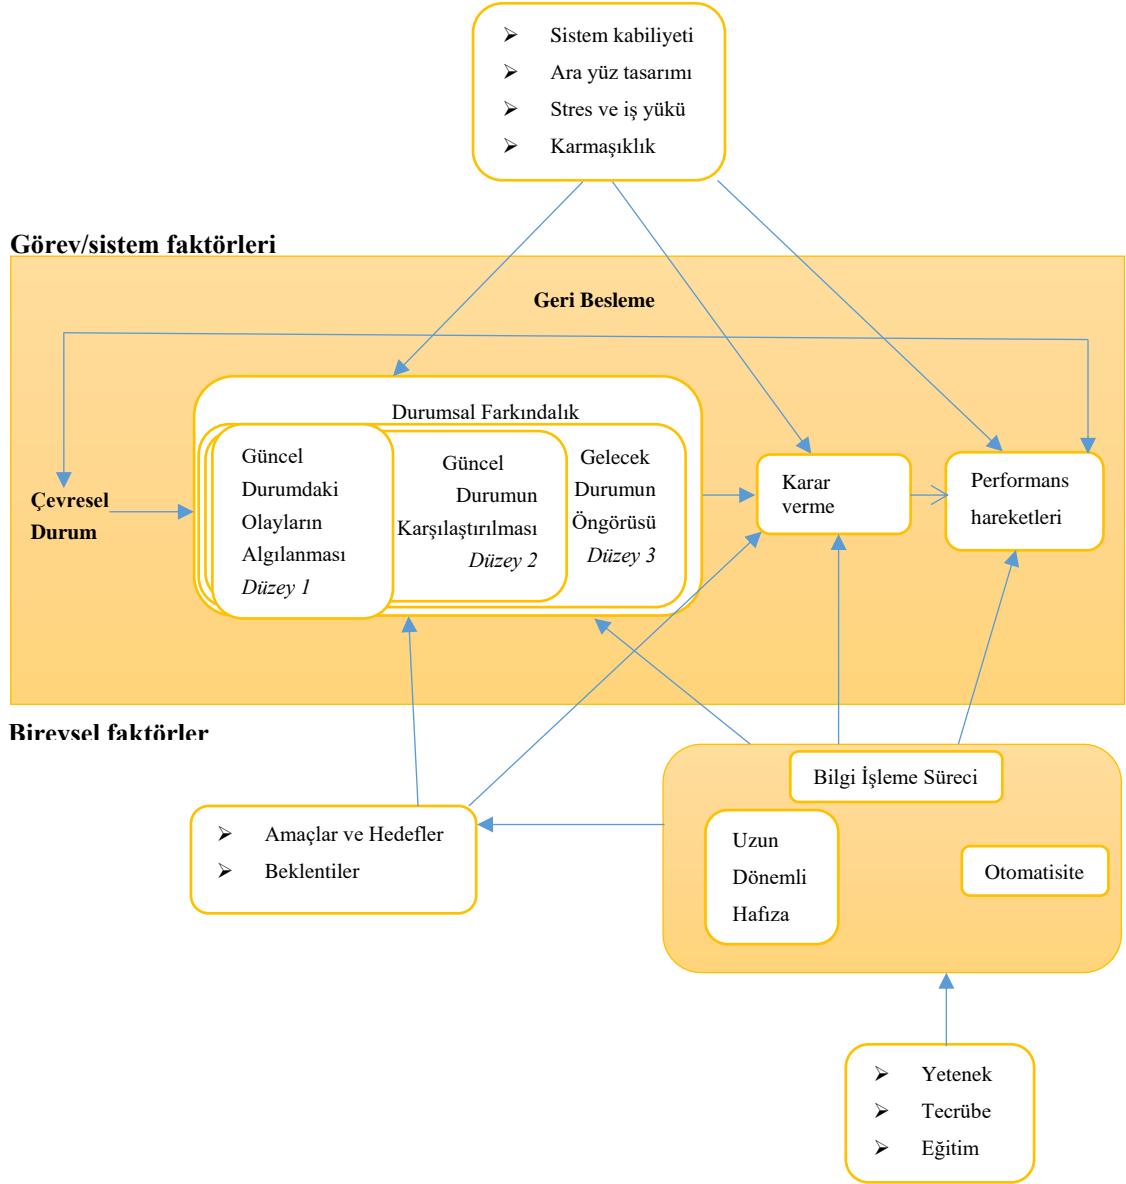 ➢ Sistem kabiliyeti
➢ Ara yüz tasarımı
➢ Stres ve iş yükü
➢ Karmaşıklık
Görev/sistem faktörleri
Geri Besleme
Çevresel
Durum
Durumsal Farkındalık
Güncel
Durumdaki
Olayların
Algılanması
Düzey 1
Güncel
Durumun
Karşılaştırılması
Düzey 2
Gelecek
Durumun
Öngörüsü
Düzey 3
Karar
verme
Performans
hareketleri
Bireysel faktörler
➢ Amaçlar ve Hedefler
➢ Beklentiler
Bilgi İşleme Süreci
Uzun
Dönemli
Hafıza
Otomatisite
➢ Yetenek
➢ Tecrübe
➢ Eğitim